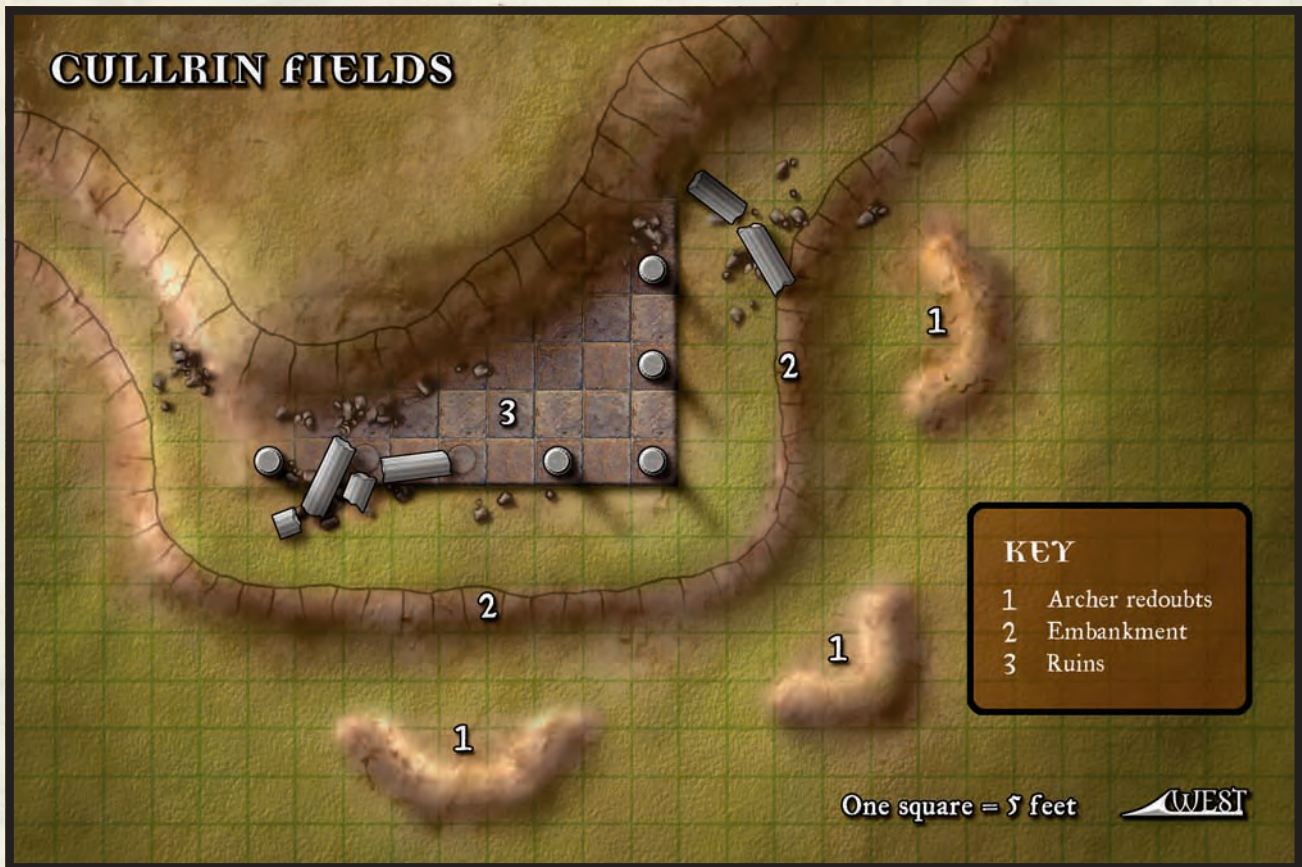 CULLRIN FIELDS
1
2
3
2
1
1
KEY
1 Archer redoubts
2 Embankment
3 Ruins
One square = 5 feet
WEST